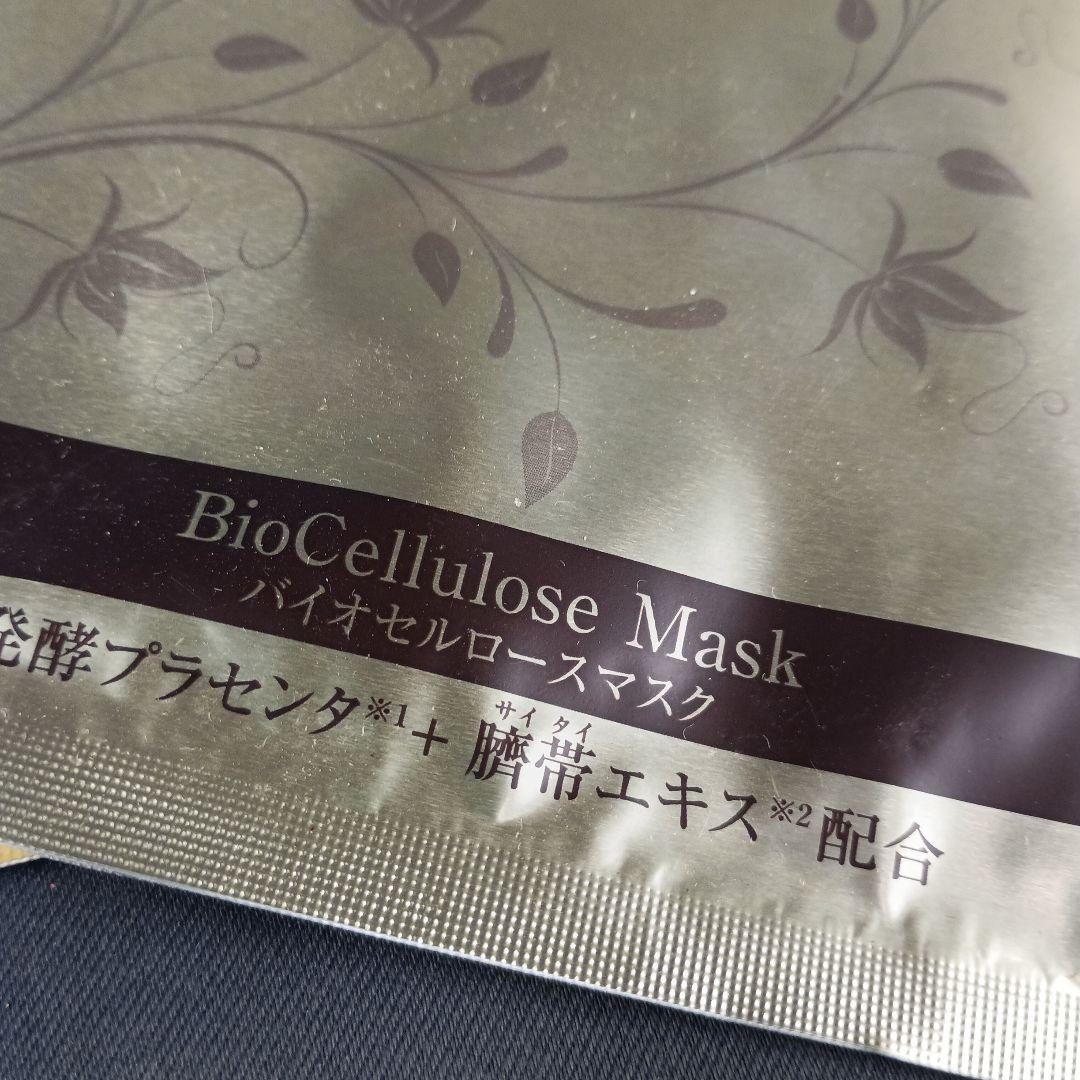 BioCellulose Mask
バイオセルロースマスク
発酵プラセンタ※1+臍帯エキス※2配合
サイ タイ